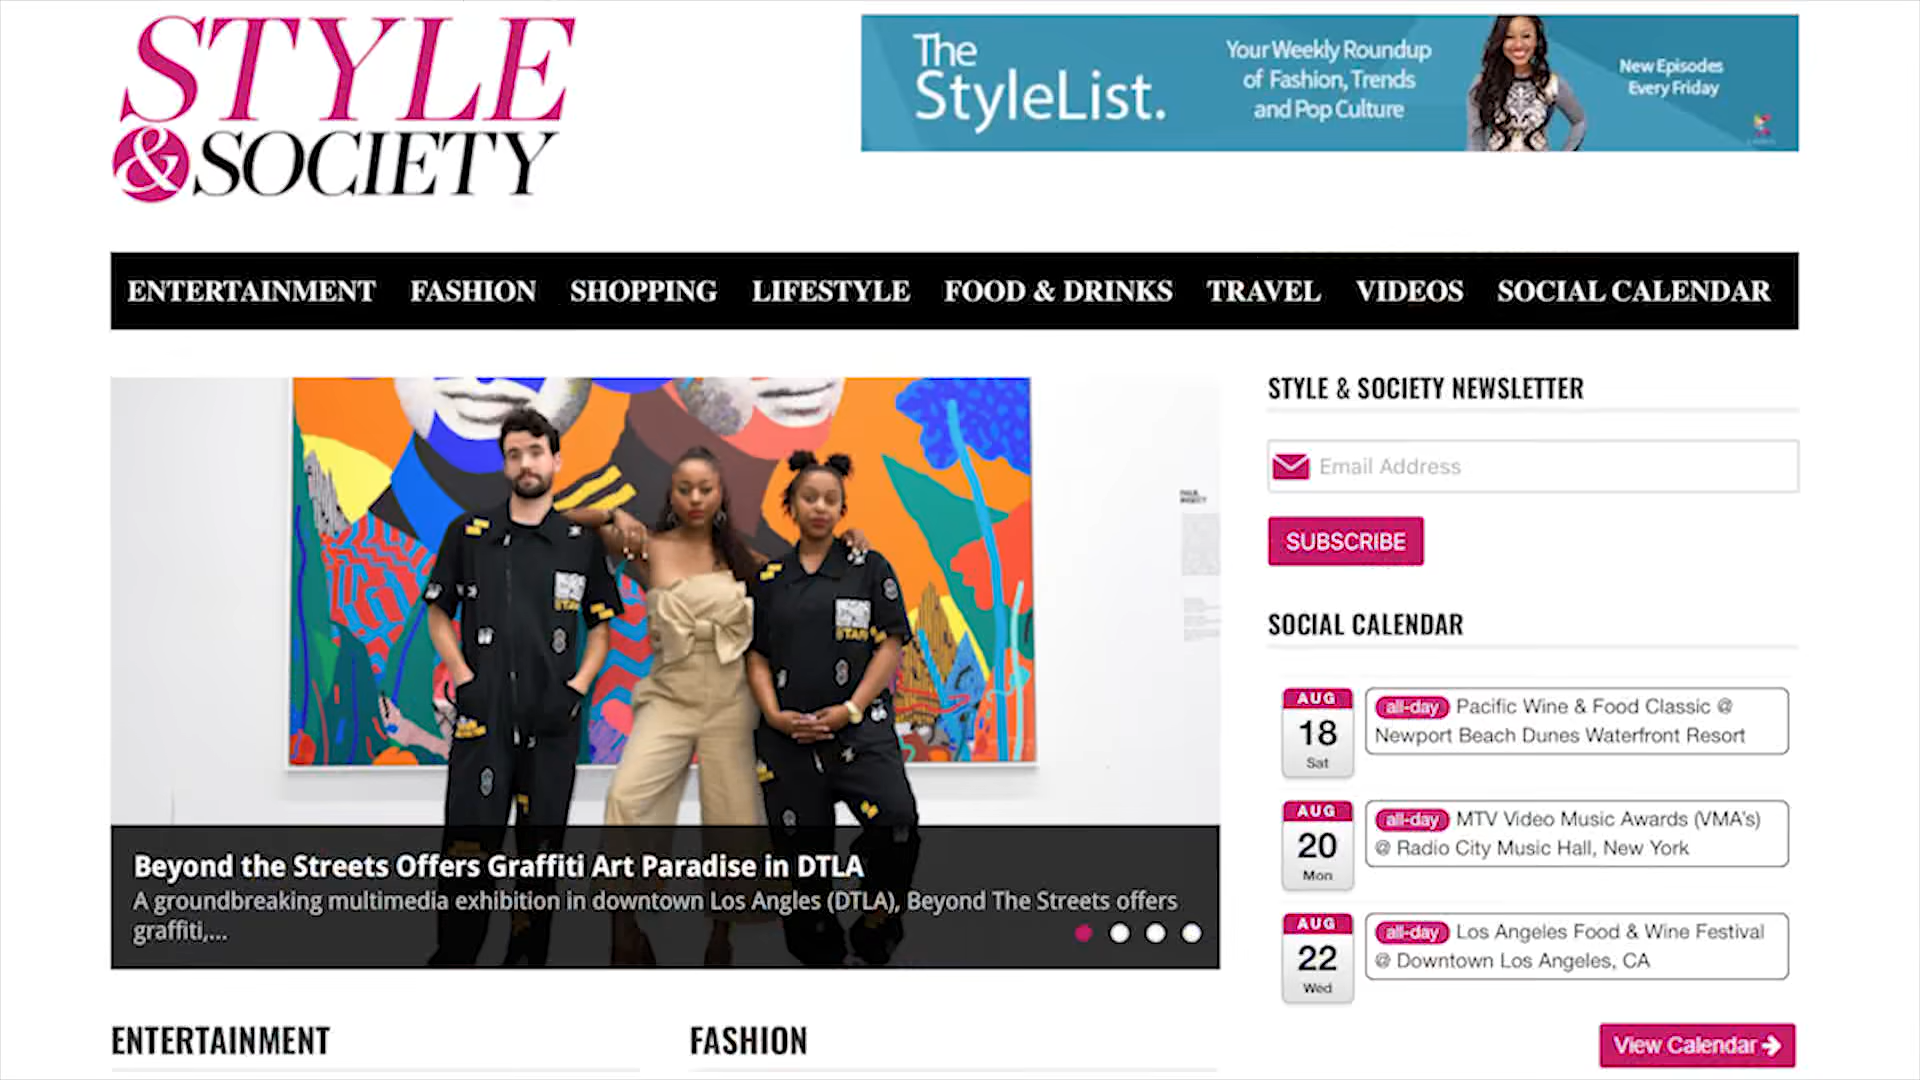 STYLE
&SOCIETY
The
StyleList.
Your Weekly Roundup
of Fashion, Trends
and Pop Culture
New Episodes
Every Friday
ENTERTAINMENT FASHION SHOPPING LIFESTYLE FOOD & DRINKS TRAVEL VIDEOS SOCIAL CALENDAR
Beyond the Streets Offers Graffiti Art Paradise in DTLA
A groundbreaking multimedia exhibition in downtown Los Angles (DTLA), Beyond The Streets offers
graffiti,...
STYLE & SOCIETY NEWSLETTER
Email Address
SUBSCRIBE
SOCIAL CALENDAR
AUG
18
Sat
all-day Pacific Wine & Food Classic @
Newport Beach Dunes Waterfront Resort
AUG
20
Mon
all-day MTV Video Music Awards (VMA's)
@ Radio City Music Hall, New York
AUG
22
Wed
all-day Los Angeles Food & Wine Festival
@ Downtown Los Angeles, CA
View Calendar
ENTERTAINMENT
FASHION